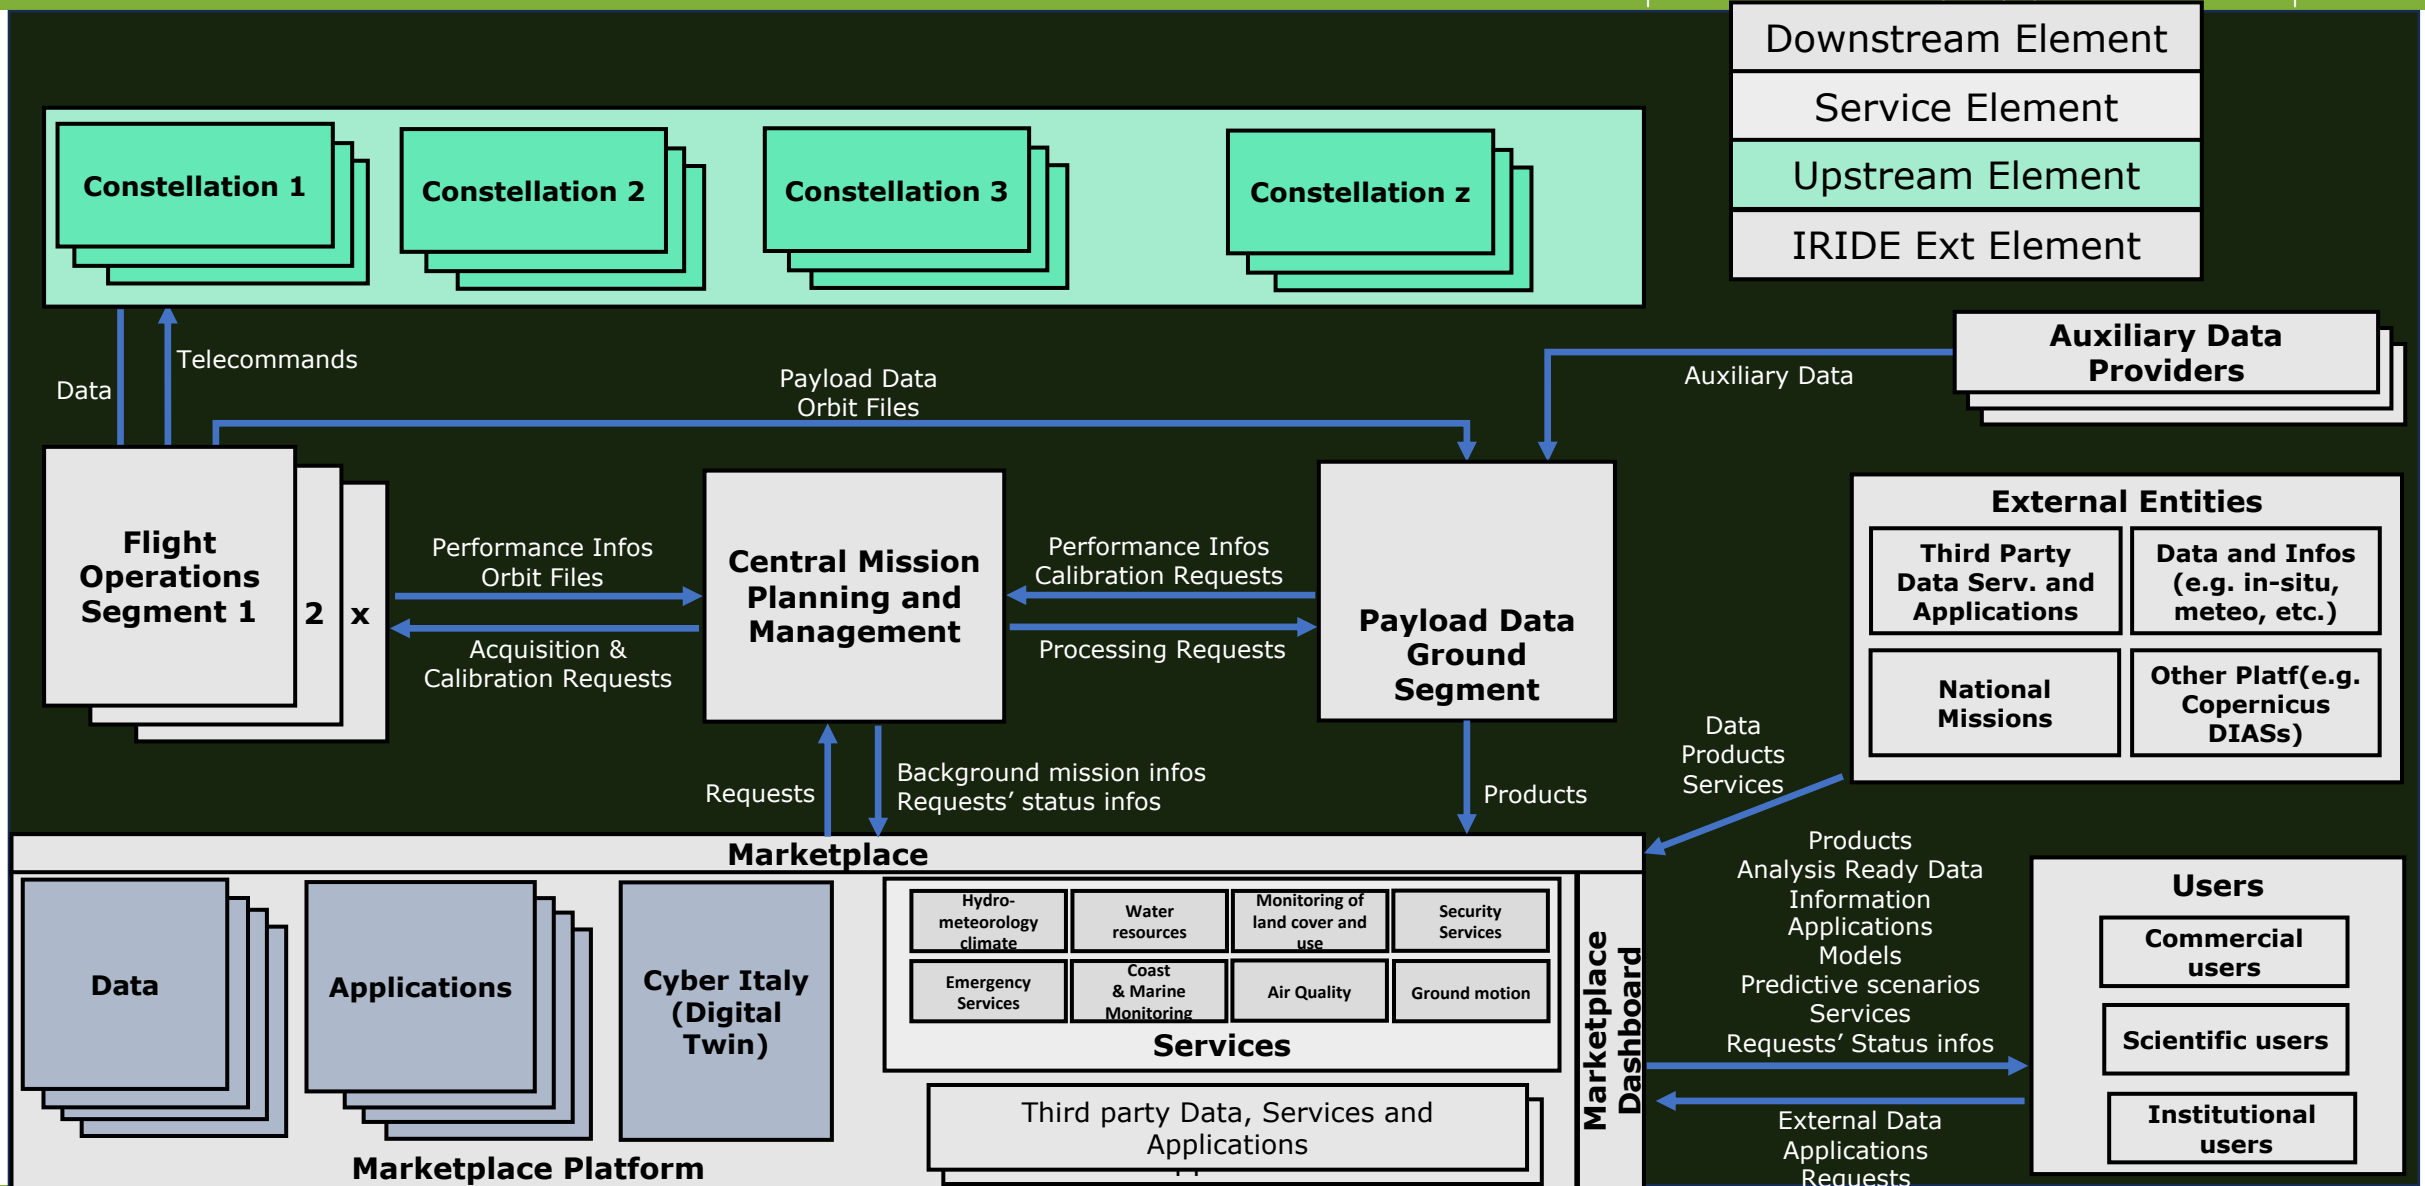 Downstream Element
Service Element
Upstream Element
IRIDE Ext Element
Constellation 1
Constellation 2
Constellation 3
Constellation z
Telecommands
Data
Payload Data
Orbit Files
Auxiliary Data
Auxiliary Data
Providers
Flight
Operations
Segment 1
2
x
Performance Infos
Orbit Files
Acquisition &
Calibration Requests
Central Mission
Planning and
Management
Performance Infos
Calibration Requests
Processing Requests
Payload Data
Ground
Segment
External Entities
Third Party
Data Serv. and
Applications
Data and Infos
(e.g. in-situ,
meteo, etc.)
National
Missions
Other Platf(e.g.
Copernicus
DIASs)
Data
Products
Services
Requests
Background mission infos
Requests’ status infos
Products
Marketplace
Data
Applications
Cyber Italy
(Digital
Twin)
Hydro-
meteorology
climate
Water
resources
Monitoring of
land cover and
use
Security
Services
Emergency
Services
Coast
& Marine
Monitoring
Air Quality
Ground motion
Services
Third party Data, Services and
Applications
Marketplace Platform
Marketplace
Dashboard
Products
Analysis Ready Data
Information
Applications
Models
Predictive scenarios
Services
Requests’ Status infos
External Data
Applications
Requests
Users
Commercial
users
Scientific users
Institutional
users